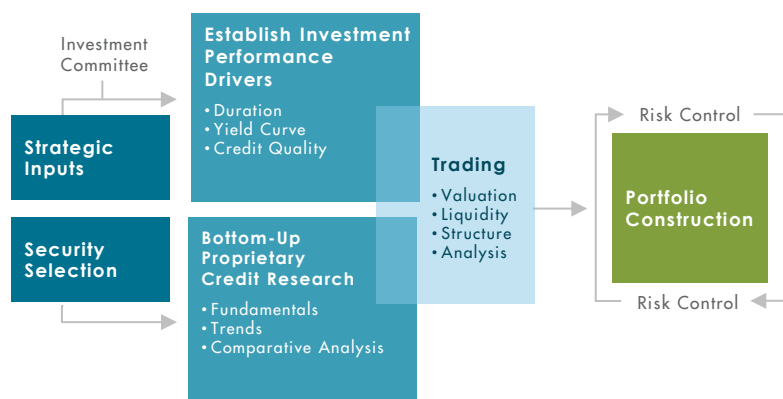 Investment
Committee
Strategic
Inputs
Security
Selection
Establish Investment
Performance
Drivers
• Duration
• Yield Curve
• Credit Quality
Bottom-Up
Proprietary
Credit Research
• Fundamentals
• Trends
• Comparative Analysis
Trading
• Valuation
• Liquidity
• Structure
• Analysis
Risk Control
Portfolio
Construction
Risk Control